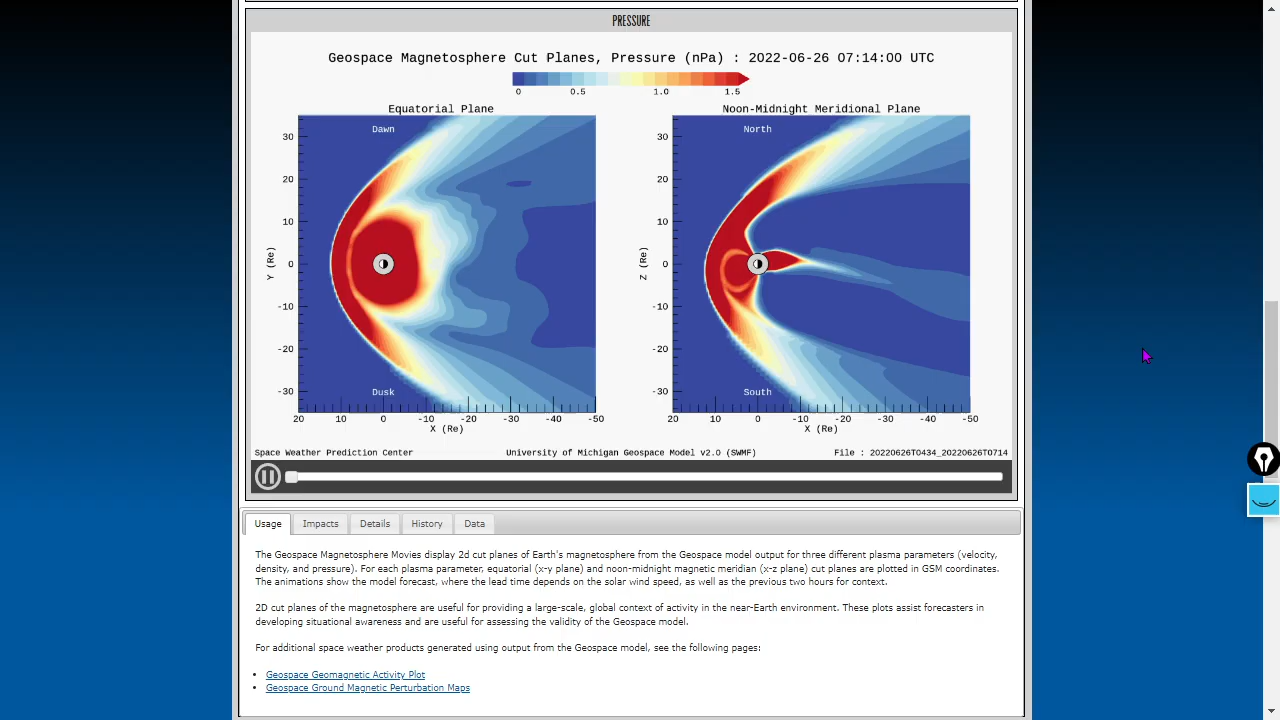 PRESSURE
Geospace Magnetosphere Cut Planes, Pressure (nPa) : 2022-06-26 07:14:00 UTC
0 0.5 1.0 1.5
Equatorial Plane
Noon-Midnight Meridional Plane
Dawn
North
30
20
10
0
-10
-20
-30
Y (Re)
30
20
10
0
-10
-20
-30
Z (Re)
Dusk
South
20 10 0 -10 -20 -30 -40 -50
X (Re)
20 10 0 -10 -20 -30 -40 -50
X (Re)
Space Weather Prediction Center
University of Michigan Geospace Model v2.0 (SWMF)
File : 20220626T0434_20220626T0714
Usage Impacts Details History Data
The Geospace Magnetosphere Movies display 2d cut planes of Earth's magnetosphere from the Geospace model output for three different plasma parameters (velocity,
density, and pressure). For each plasma parameter, equatorial (x-y plane) and noon-midnight magnetic meridian (x-z plane) cut planes are plotted in GSM coordinates.
The animations show the model forecast, where the lead time depends on the solar wind speed, as well as the previous two hours for context.
2D cut planes of the magnetosphere are useful for providing a large-scale, global context of activity in the near-Earth environment. These plots assist forecasters in
developing situational awareness and are useful for assessing the validity of the Geospace model.
For additional space weather products generated using output from the Geospace model, see the following pages:
• Geospace Geomagnetic Activity Plot
• Geospace Ground Magnetic Perturbation Maps